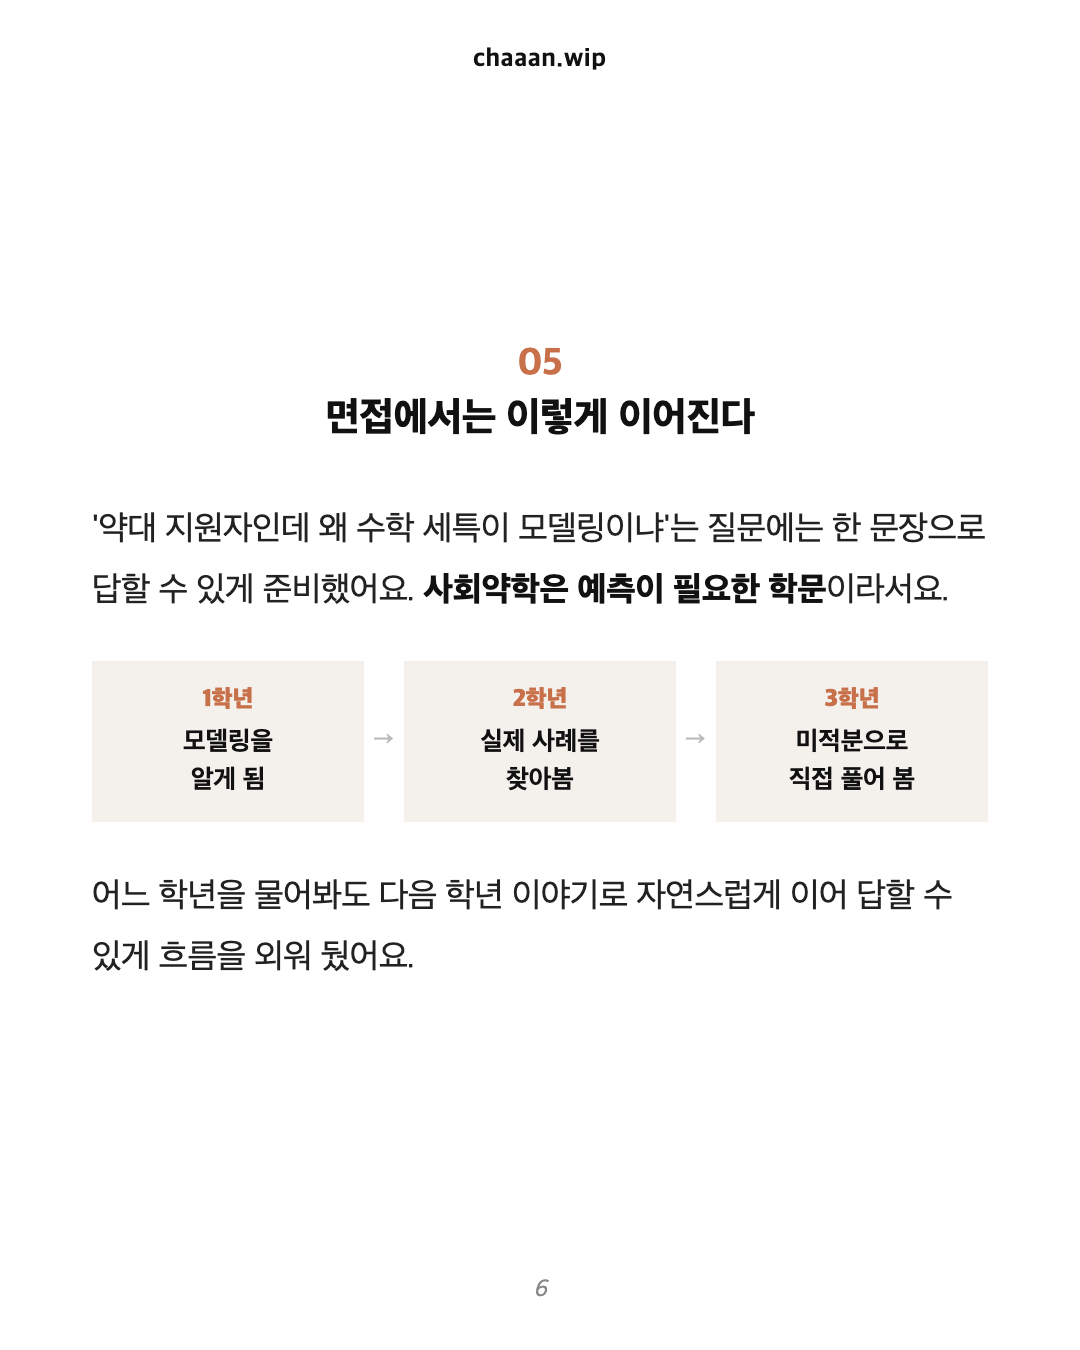 chaaan.wip
05
면접에서는 이렇게 이어진다
'약대 지원자인데 왜 수학 세특이 모델링이냐'는 질문에는 한 문장으로
답할 수 있게 준비했어요. 사회약학은 예측이 필요한 학문이라서요.
1학년
모델링을
알게 됨
→
2학년
실제 사례를
찾아봄
→
3학년
미적분으로
직접 풀어 봄
어느 학년을 물어봐도 다음 학년 이야기로 자연스럽게 이어 답할 수
있게 흐름을 외워 뒀어요.
6